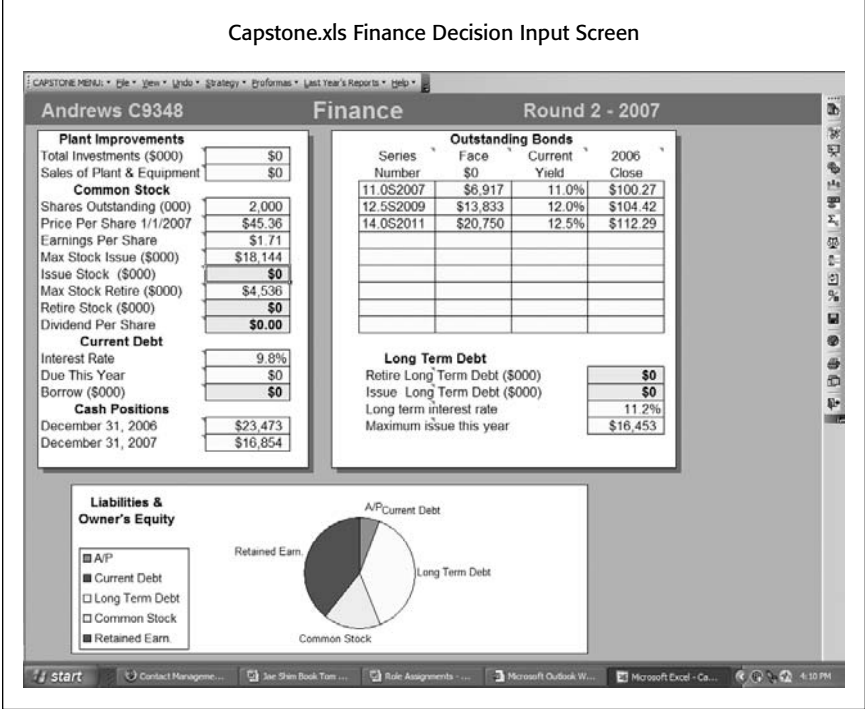 Capstone.xls Finance Decision Input Screen
CAPSTONE MENU: File View Undo Strategy Proformas Last Year's Reports Help
Andrews C9348 Finance Round 2 - 2007
Plant Improvements
Total Investments ($000) $0
Sales of Plant & Equipment $0
Common Stock
Shares Outstanding (000) 2,000
Price Per Share 1/1/2007 $45.36
Earnings Per Share $1.71
Max Stock Issue ($000) $18,144
Issue Stock ($000) $0
Max Stock Retire ($000) $4,536
Retire Stock ($000) $0
Dividend Per Share $0.00
Current Debt
Interest Rate 9.8%
Due This Year $0
Borrow ($000) $0
Cash Positions
December 31, 2006 $23,473
December 31, 2007 $16,854
Outstanding Bonds
Series Face Current 2006
Number $0 Yield Close
11.0S2007 $6,917 11.0% $100.27
12.5S2009 $13,833 12.0% $104.42
14.0S2011 $20,750 12.5% $112.29
Long Term Debt
Retire Long Term Debt ($000) $0
Issue Long Term Debt ($000) $0
Long term interest rate 11.2%
Maximum issue this year $16,453
Liabilities &
Owner's Equity
A/P
Current Debt
Long Term Debt
Common Stock
Retained Earn.
A/P Current Debt
Retained Earn.
Long Term Debt
Common Stock
start Contact Manageme... Jae Shim Book Tom ... Role Assignments - ... Microsoft Outlook W... Microsoft Excel - Ca... 4:10 PM